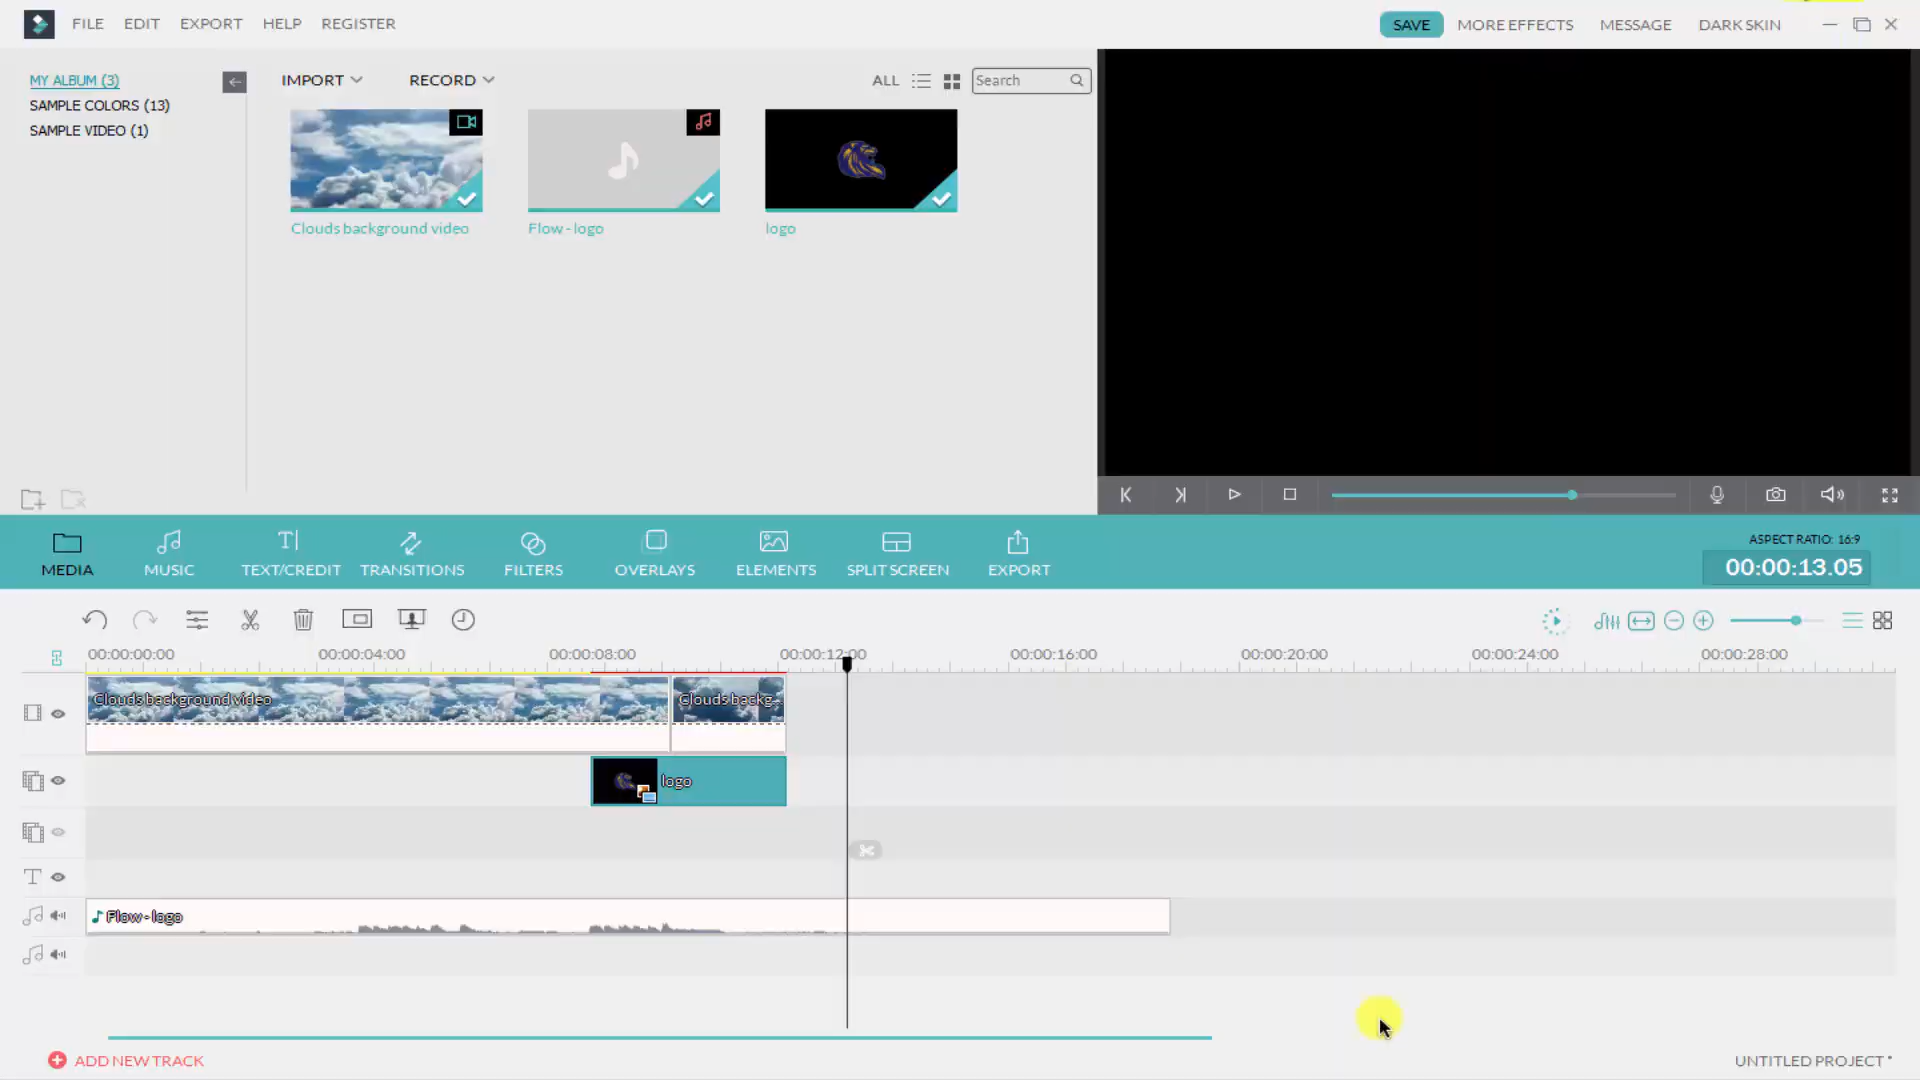 FILE EDIT EXPORT HELP REGISTER SAVE MORE EFFECTS MESSAGE DARK SKIN
MY ALBUM (3)
SAMPLE COLORS (13)
SAMPLE VIDEO (1)
IMPORT RECORD ALL Search
Clouds background video Flow - logo logo
MEDIA MUSIC TEXT/CREDIT TRANSITIONS FILTERS OVERLAYS ELEMENTS SPLIT SCREEN EXPORT
ASPECT RATIO: 16:9
00:00:13.05
00:00:00:00 00:00:04:00 00:00:08:00 00:00:12:00 00:00:16:00 00:00:20:00 00:00:24:00 00:00:28:00
Clouds background video Clouds backg...
logo
Flow - logo
ADD NEW TRACK UNTITLED PROJECT *